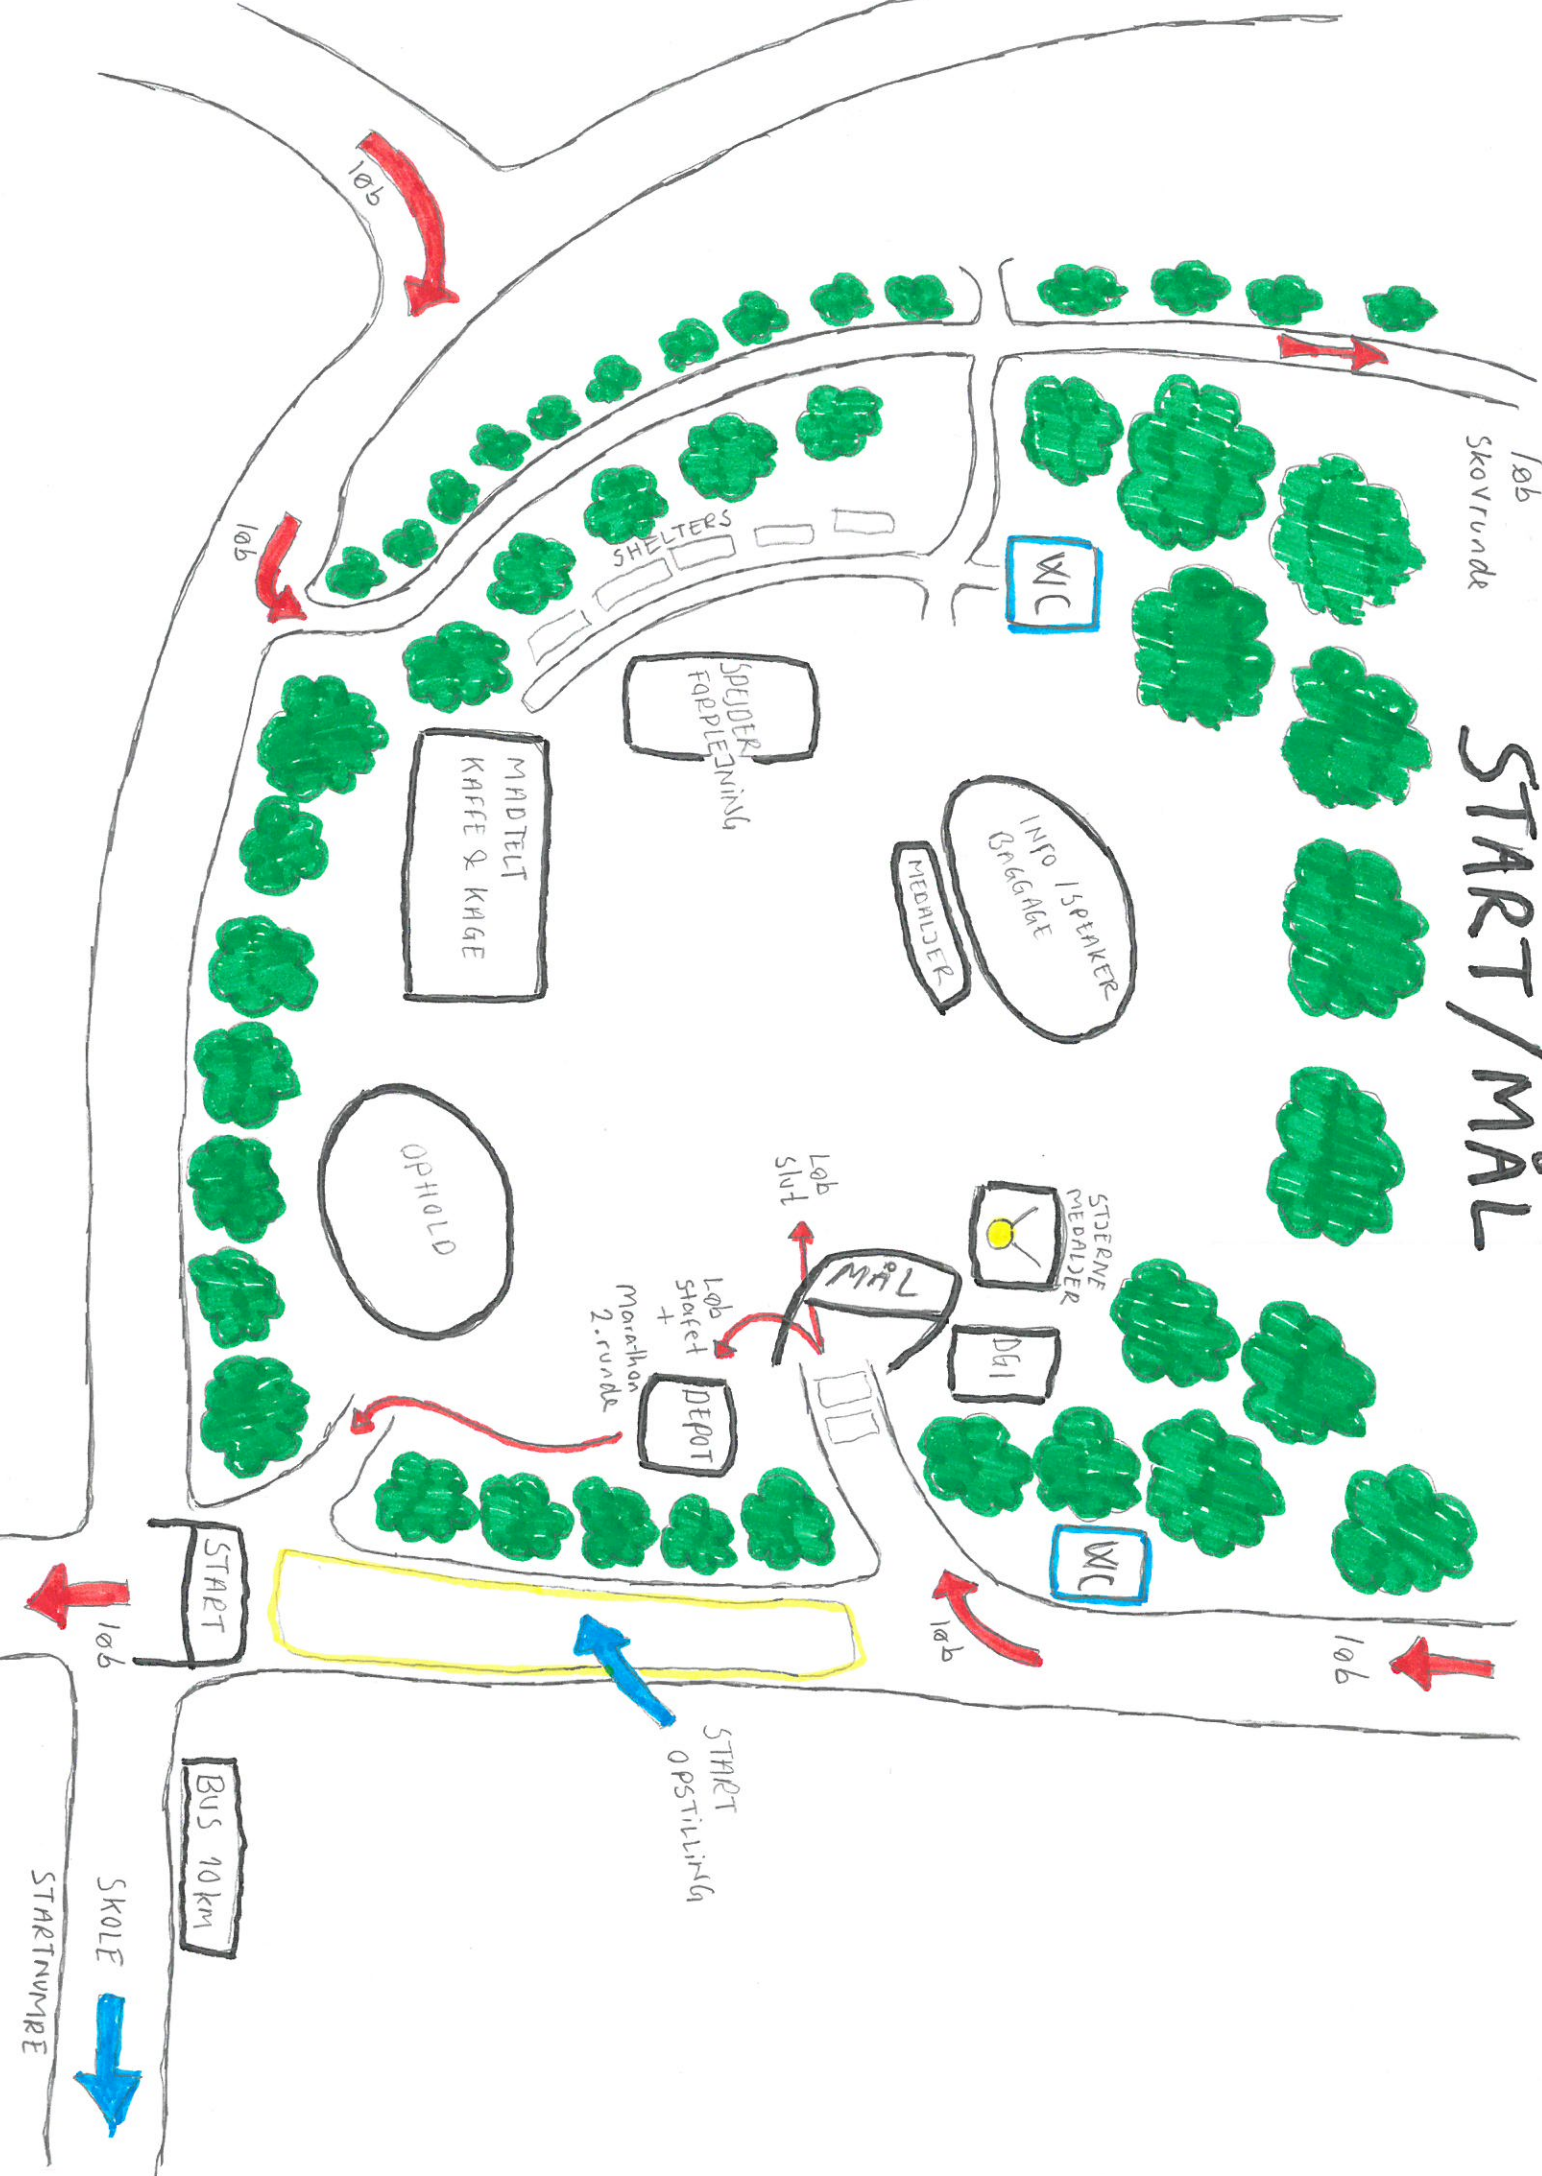 START/MÅL
løb
skovrunde
løb
løb
WC
SHELTERS
SPEJDER
FORPLEJNING
MADTELT
KAFFE & KAGE
INFO / SPEAKER
BAGGAGE
MEDALJER
OPHOLD
STJERNE
MEDALJER
MÅL
DGI
Løb
slut
Løb
stafet
+
Marathon
2. runde
DEPOT
WC
løb
løb
START
løb
START
OPSTILLING
BUS 10 km
SKOLE
STARTNUMRE